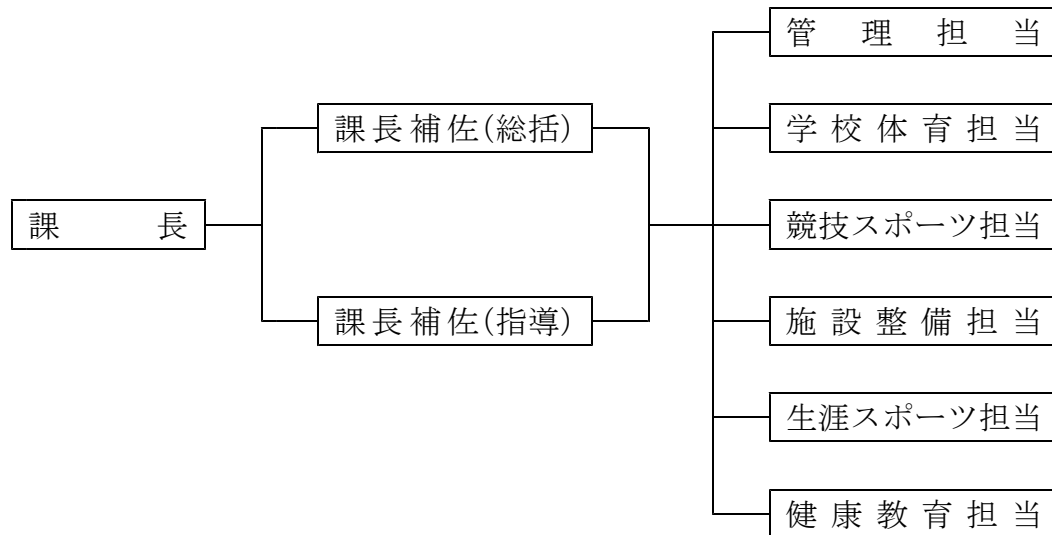 課長
課長補佐(総括)
課長補佐(指導)
管理担当
学校体育担当
競技スポーツ担当
施設整備担当
生涯スポーツ担当
健康教育担当